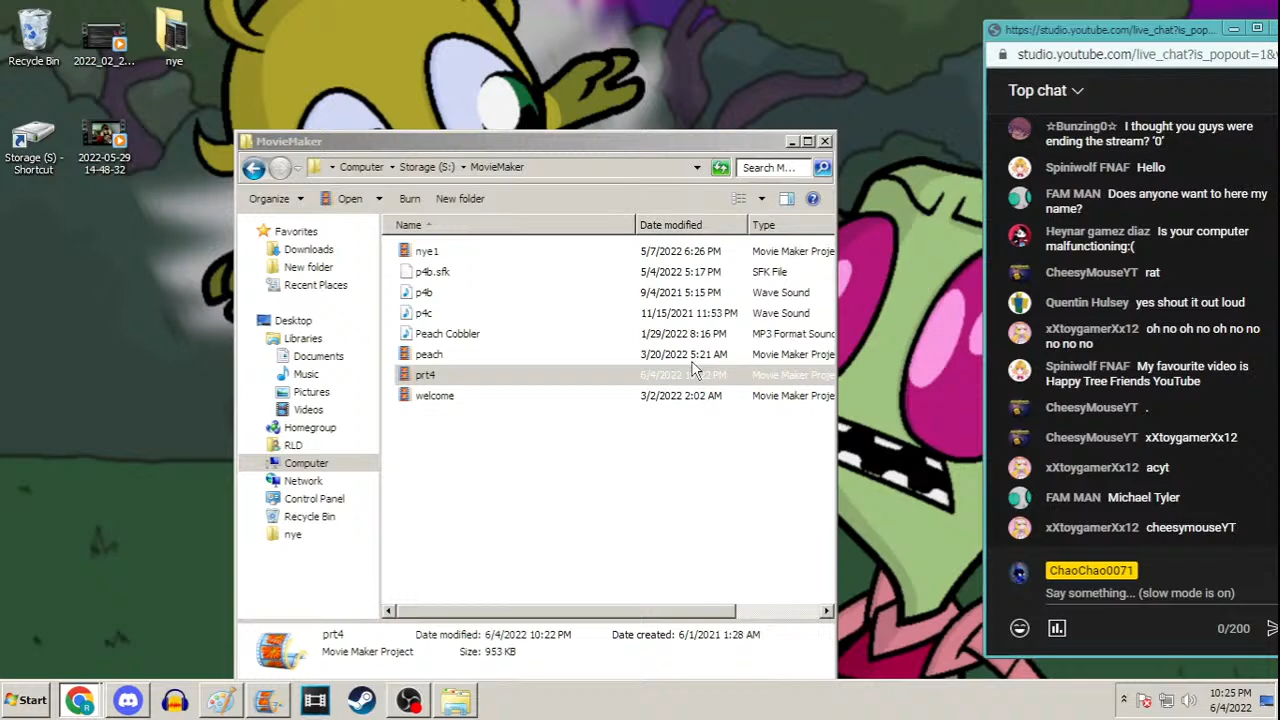 Recycle Bin
2022_02_2...
nye
Storage (S) -
Shortcut
2022-05-29
14-48-32
MovieMaker
Computer
Storage (S:)
MovieMaker
Search M...
Organize
Open
Burn
New folder
Name
Date modified
Type
Favorites
Downloads
New folder
Recent Places
Desktop
Libraries
Documents
Music
Pictures
Videos
Homegroup
RLD
Computer
Network
Control Panel
Recycle Bin
nye
nye1 5/7/2022 6:26 PM Movie Maker Proje
p4b.sfk 5/4/2022 5:17 PM SFK File
p4b 9/4/2021 5:15 PM Wave Sound
p4c 11/15/2021 11:53 PM Wave Sound
Peach Cobbler 1/29/2022 8:16 PM MP3 Format Sound
peach 3/20/2022 5:21 AM Movie Maker Proje
prt4 6/4/2022 PM Movie Maker Proje
welcome 3/2/2022 2:02 AM Movie Maker Proje
prt4 Date modified: 6/4/2022 10:22 PM Date created: 6/1/2021 1:28 AM
Movie Maker Project Size: 953 KB
https://studio.youtube.com/live_chat?is_pop...
studio.youtube.com/live_chat?is_popout=1&
Top chat
☆Bunzing0☆ I thought you guys were
ending the stream? '0'
Spiniwolf FNAF Hello
FAM MAN Does anyone want to here my
name?
Heynar gamez diaz Is your computer
malfunctioning:(
CheesyMouseYT rat
Quentin Hulsey yes shout it out loud
xXtoygamerXx12 oh no oh no oh no no
no no no
Spiniwolf FNAF My favourite video is
Happy Tree Friends YouTube
CheesyMouseYT .
CheesyMouseYT xXtoygamerXx12
xXtoygamerXx12 acyt
FAM MAN Michael Tyler
xXtoygamerXx12 cheesymouseYT
ChaoChao0071
Say something... (slow mode is on)
0/200
Start
10:25 PM
6/4/2022